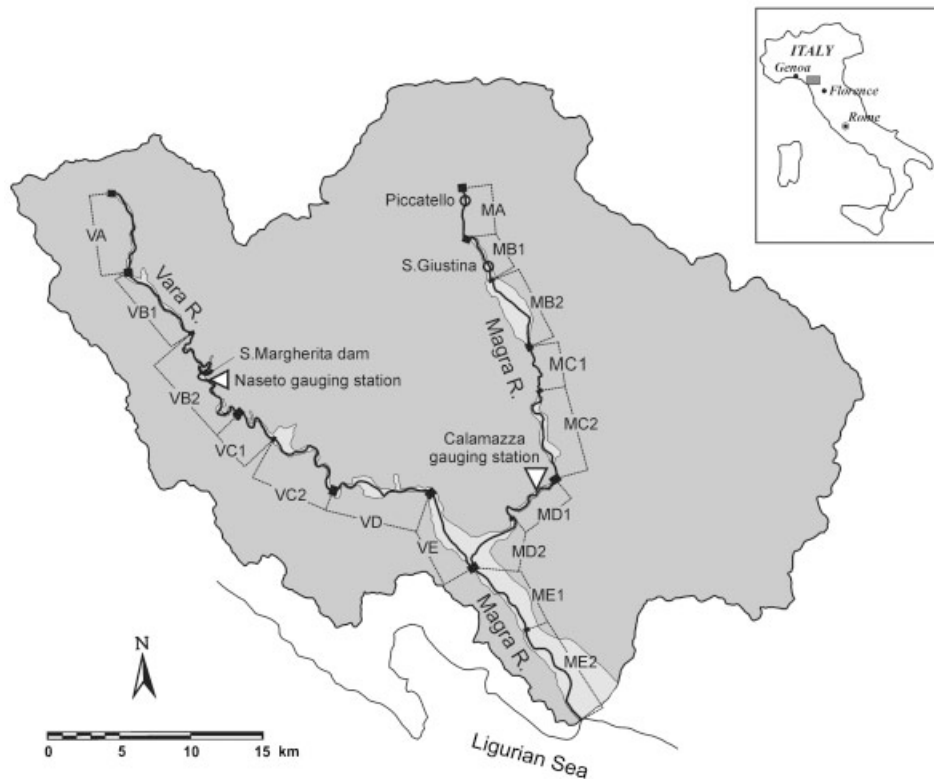 ITALY
Genoa
Florence
Rome
Piccatello
MA
VA
MB1
S.Giustina
Vara R.
MB2
VB1
Magra R.
S.Margherita dam
MC1
Naseto gauging station
VB2
MC2
VC1
Calamazza
gauging station
VC2
MD1
VD
MD2
VE
ME1
Magra R.
ME2
N
0 5 10 15 km
Ligurian Sea